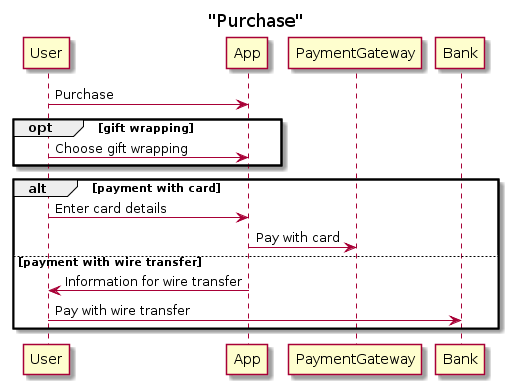 "Purchase"
User App PaymentGateway Bank
Purchase
opt [gift wrapping]
Choose gift wrapping
alt [payment with card]
Enter card details
Pay with card
[payment with wire transfer]
Information for wire transfer
Pay with wire transfer
User App PaymentGateway Bank